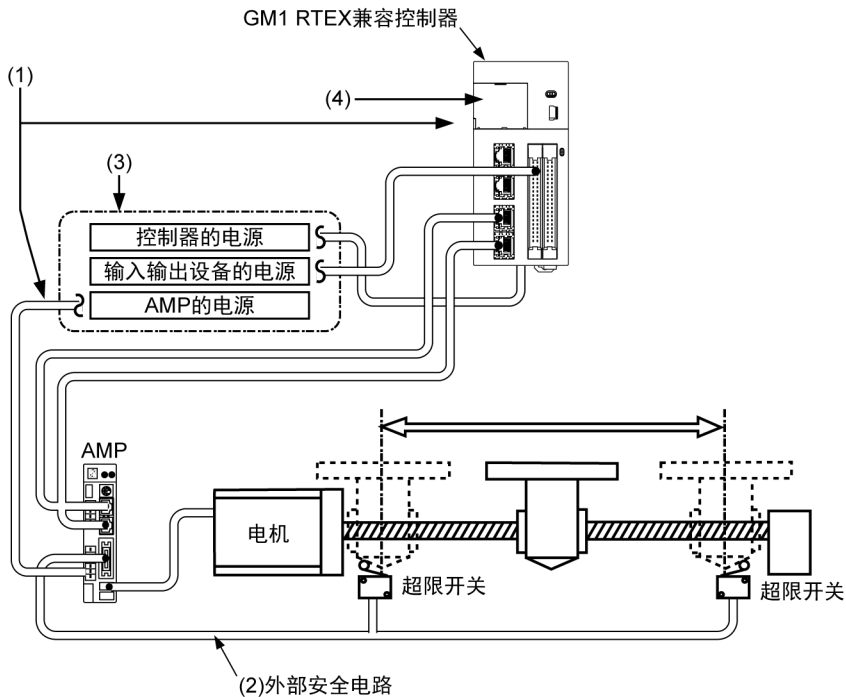 GM1 RTEX兼容控制器
(1)
(4)
(3)
控制器的电源
输入输出设备的电源
AMP的电源
AMP
电机
超限开关
超限开关
(2)外部安全电路